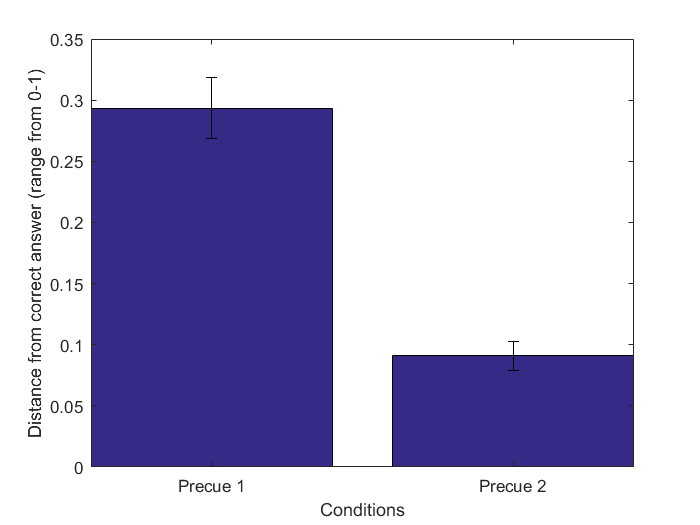 0.35
0.3
0.25
0.2
0.15
0.1
0.05
0
Distance from correct answer (range from 0-1)
Precue 1
Precue 2
Conditions